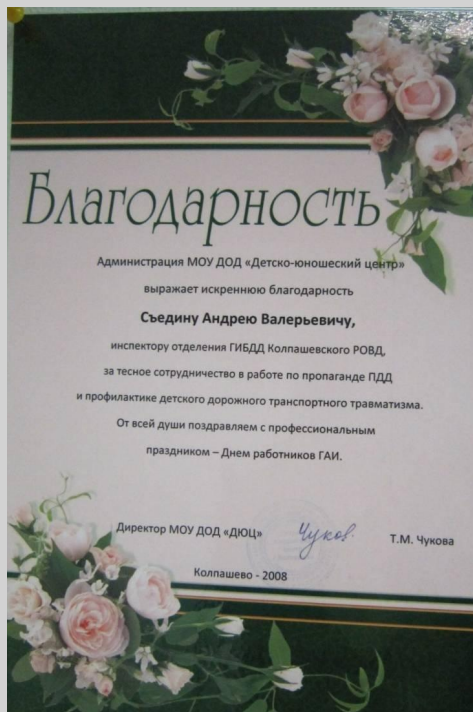 Благодарность
Администрация МОУ ДОД «Детско-юношеский центр»
выражает искреннюю благодарность
Съедину Андрею Валерьевичу,
инспектору отделения ГИБДД Колпашевского РОВД,
за тесное сотрудничество в работе по пропаганде ПДД
и профилактике детского дорожного транспортного травматизма.
От всей души поздравляем с профессиональным
праздником – Днем работников ГАИ.
Директор МОУ ДОД «ДЮЦ» Чуков Т.М. Чукова
Колпашево - 2008